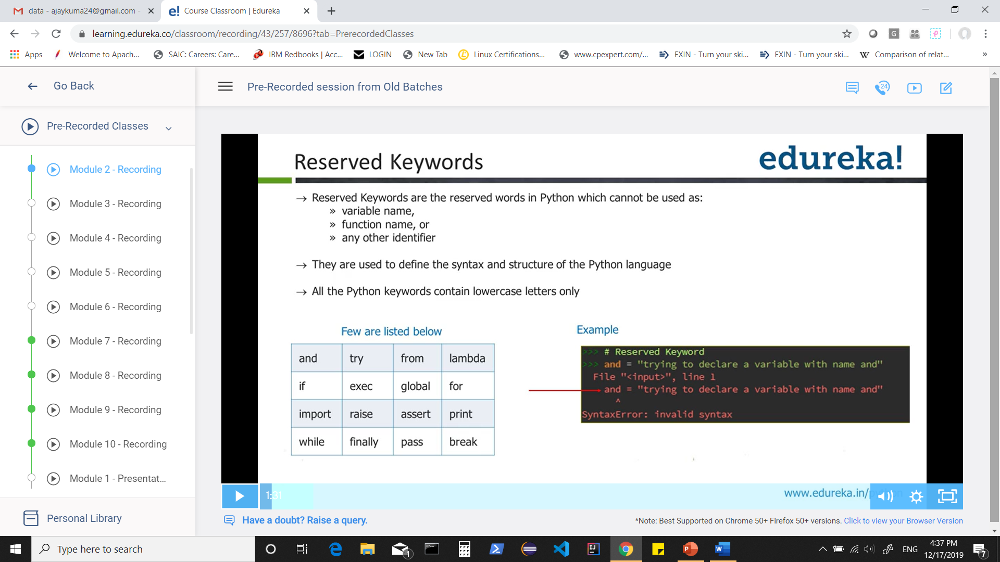 data - ajaykuma24@gmail.com -
Course Classroom | Edureka
learning.edureka.co/classroom/recording/43/257/8696?tab=PrerecordedClasses
Apps
Welcome to Apach...
SAIC: Careers: Care...
IBM Redbooks | Acc...
LOGIN
New Tab
Linux Certifications...
www.cpexpert.com/...
EXIN - Turn your ski...
EXIN - Turn your ski...
Comparison of relat...
»
Go Back
Pre-Recorded session from Old Batches
24
Pre-Recorded Classes
Module 2 - Recording
Module 3 - Recording
Module 4 - Recording
Module 5 - Recording
Module 6 - Recording
Module 7 - Recording
Module 8 - Recording
Module 9 - Recording
Module 10 - Recording
Module 1 - Presentat...
Personal Library
Reserved Keywords
edureka!
→ Reserved Keywords are the reserved words in Python which cannot be used as:
» variable name,
» function name, or
» any other identifier
→ They are used to define the syntax and structure of the Python language
→ All the Python keywords contain lowercase letters only
Few are listed below
and try from lambda
if exec global for
import raise assert print
while finally pass break
Example
>>> # Reserved Keyword
>>> and = "trying to declare a variable with name and"
File "<input>", line 1
and = "trying to declare a variable with name and"
^
SyntaxError: invalid syntax
1:31
www.edureka.in/python
Have a doubt? Raise a query.
*Note: Best Supported on Chrome 50+ Firefox 50+ versions. Click to view your Browser Version
Type here to search
1
ENG
4:37 PM
12/17/2019
7